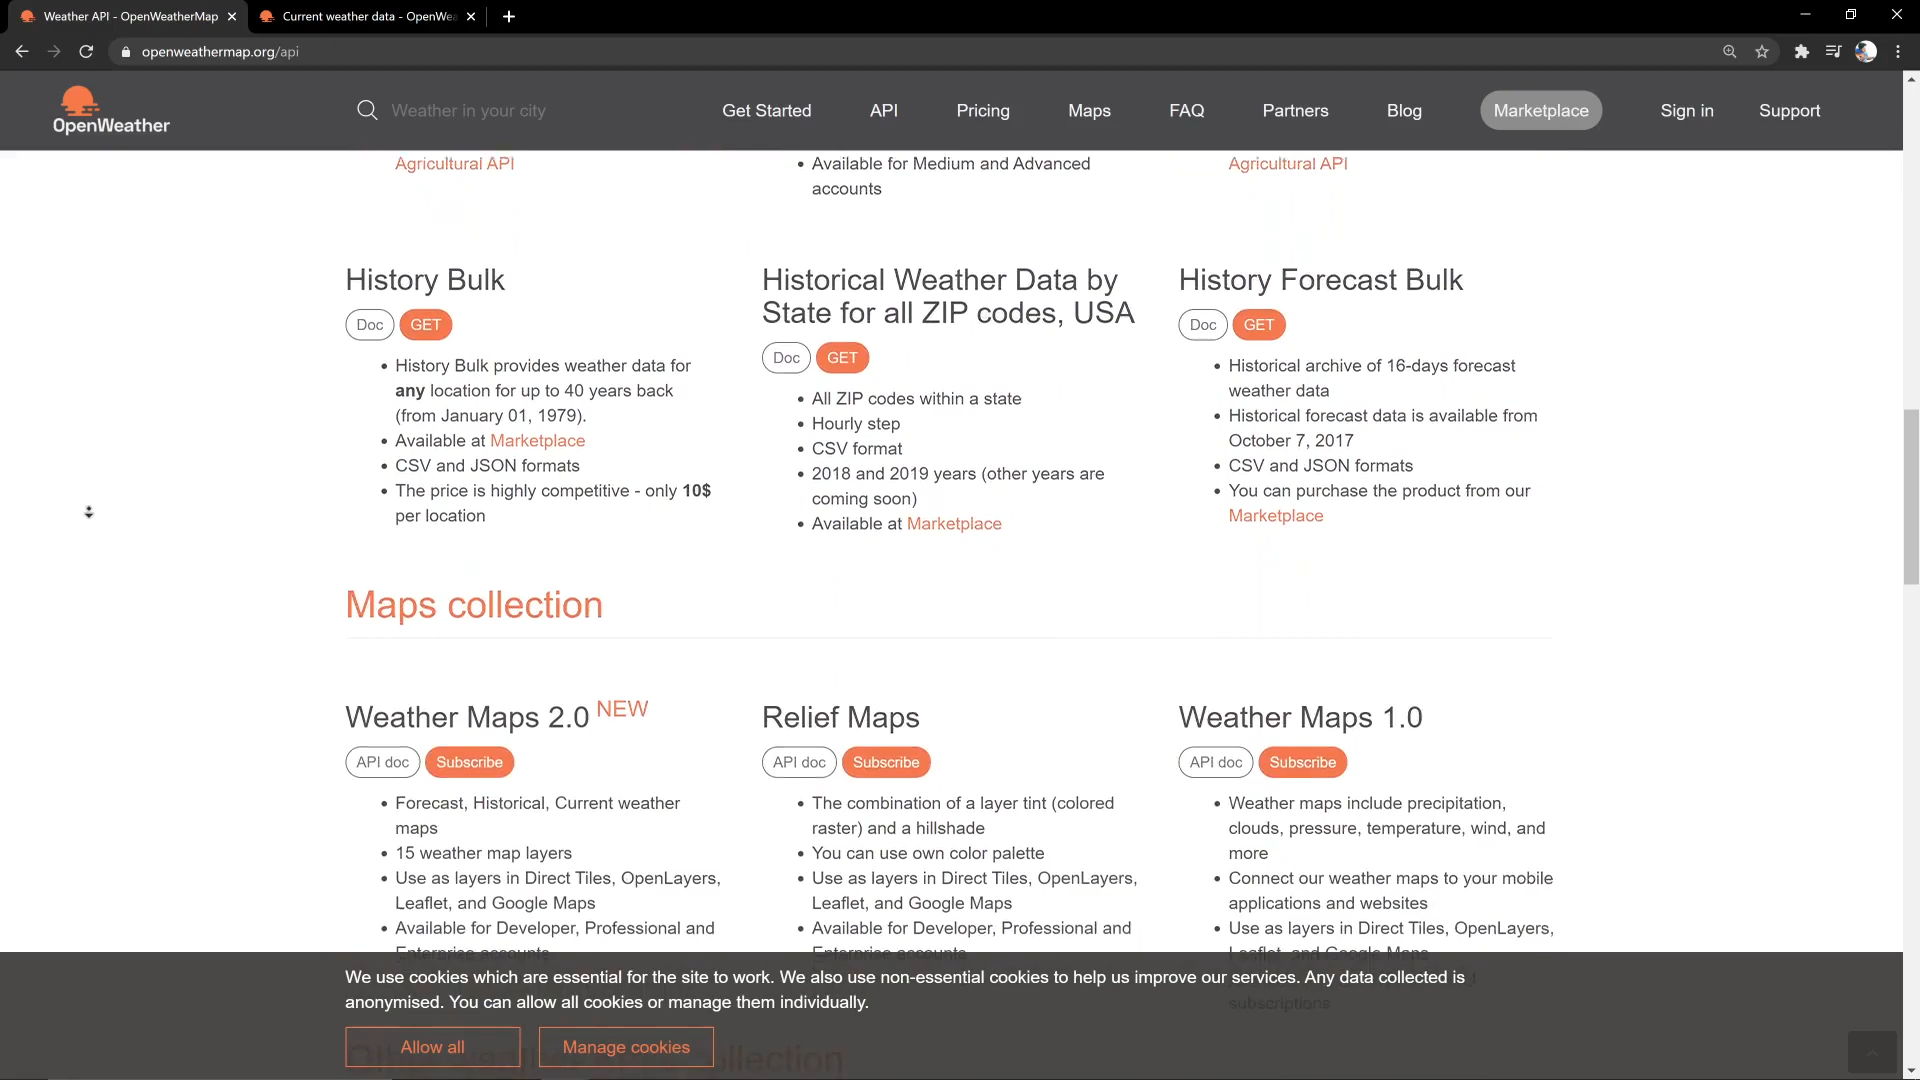 Weather API - OpenWeatherMap
Current weather data - OpenWea
openweathermap.org/api
OpenWeather
Weather in your city
Get Started
API
Pricing
Maps
FAQ
Partners
Blog
Marketplace
Sign in
Support
Agricultural API
Available for Medium and Advanced
accounts
Agricultural API
History Bulk
Doc
GET
History Bulk provides weather data for
any location for up to 40 years back
(from January 01, 1979).
Available at Marketplace
CSV and JSON formats
The price is highly competitive - only 10$
per location
Historical Weather Data by
State for all ZIP codes, USA
Doc
GET
All ZIP codes within a state
Hourly step
CSV format
2018 and 2019 years (other years are
coming soon)
Available at Marketplace
History Forecast Bulk
Doc
GET
Historical archive of 16-days forecast
weather data
Historical forecast data is available from
October 7, 2017
CSV and JSON formats
You can purchase the product from our
Marketplace
Maps collection
Weather Maps 2.0 NEW
API doc
Subscribe
Forecast, Historical, Current weather
maps
15 weather map layers
Use as layers in Direct Tiles, OpenLayers,
Leaflet, and Google Maps
Available for Developer, Professional and
Enterprise accounts
Relief Maps
API doc
Subscribe
The combination of a layer tint (colored
raster) and a hillshade
You can use own color palette
Use as layers in Direct Tiles, OpenLayers,
Leaflet, and Google Maps
Available for Developer, Professional and
Enterprise accounts
Weather Maps 1.0
API doc
Subscribe
Weather maps include precipitation,
clouds, pressure, temperature, wind, and
more
Connect our weather maps to your mobile
applications and websites
Use as layers in Direct Tiles, OpenLayers,
Leaflet, and Google Maps
subscriptions
We use cookies which are essential for the site to work. We also use non-essential cookies to help us improve our services. Any data collected is
anonymised. You can allow all cookies or manage them individually.
Allow all
Manage cookies
collection